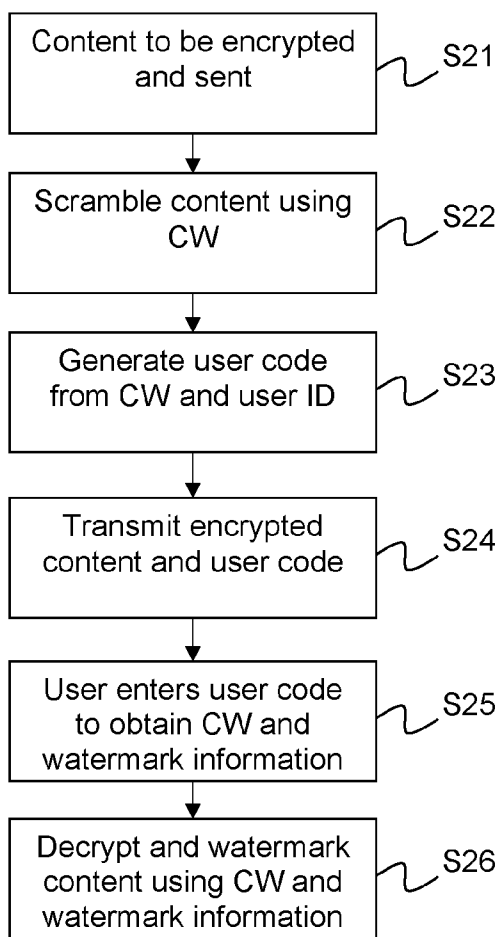 Content to be encrypted
and sent
S21
Scramble content using
CW
S22
Generate user code
from CW and user ID
S23
Transmit encrypted
content and user code
S24
User enters user code
to obtain CW and
watermark information
S25
Decrypt and watermark
content using CW and
watermark information
S26